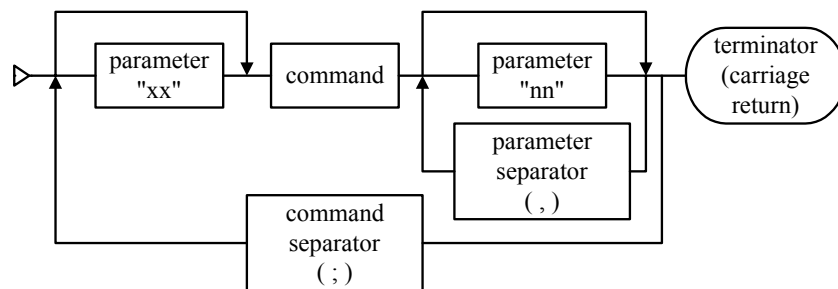 parameter
"xx"
command
parameter
"nn"
terminator
(carriage
return)
parameter
separator
( , )
command
separator
( ; )